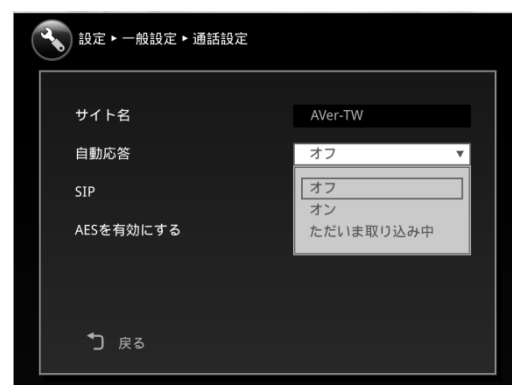 設定 ▸ 一般設定 ▸ 通話設定
サイト名 AVer-TW
自動応答 オフ ▼
SIP オフ
オン
AESを有効にする ただいま取り込み中
戻る